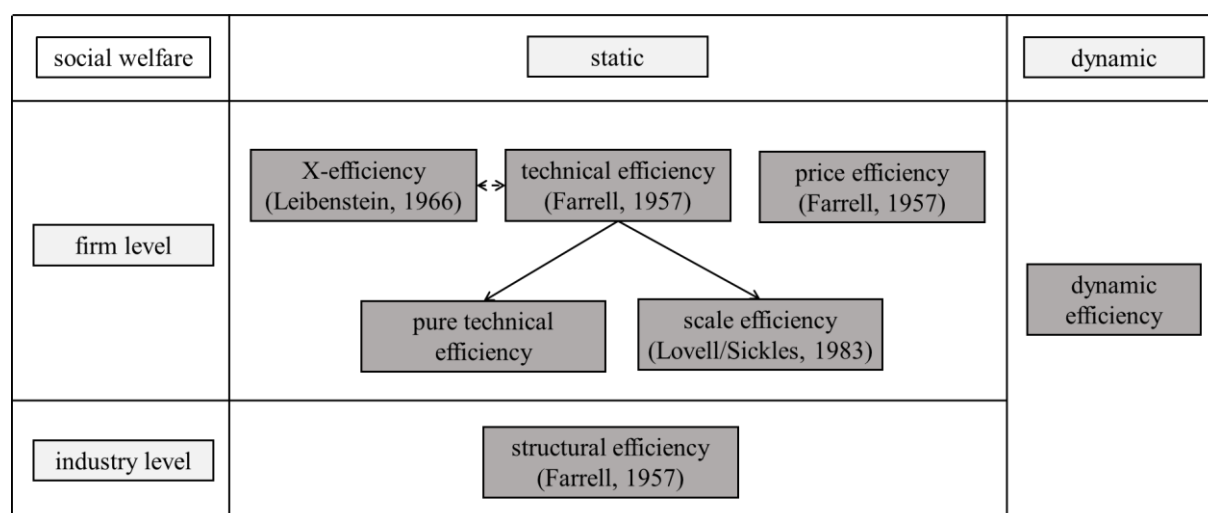 social welfare
static
dynamic
X-efficiency
(Leibenstein, 1966)
technical efficiency
(Farrell, 1957)
price efficiency
(Farrell, 1957)
firm level
pure technical
efficiency
scale efficiency
(Lovell/Sickles, 1983)
dynamic
efficiency
industry level
structural efficiency
(Farrell, 1957)